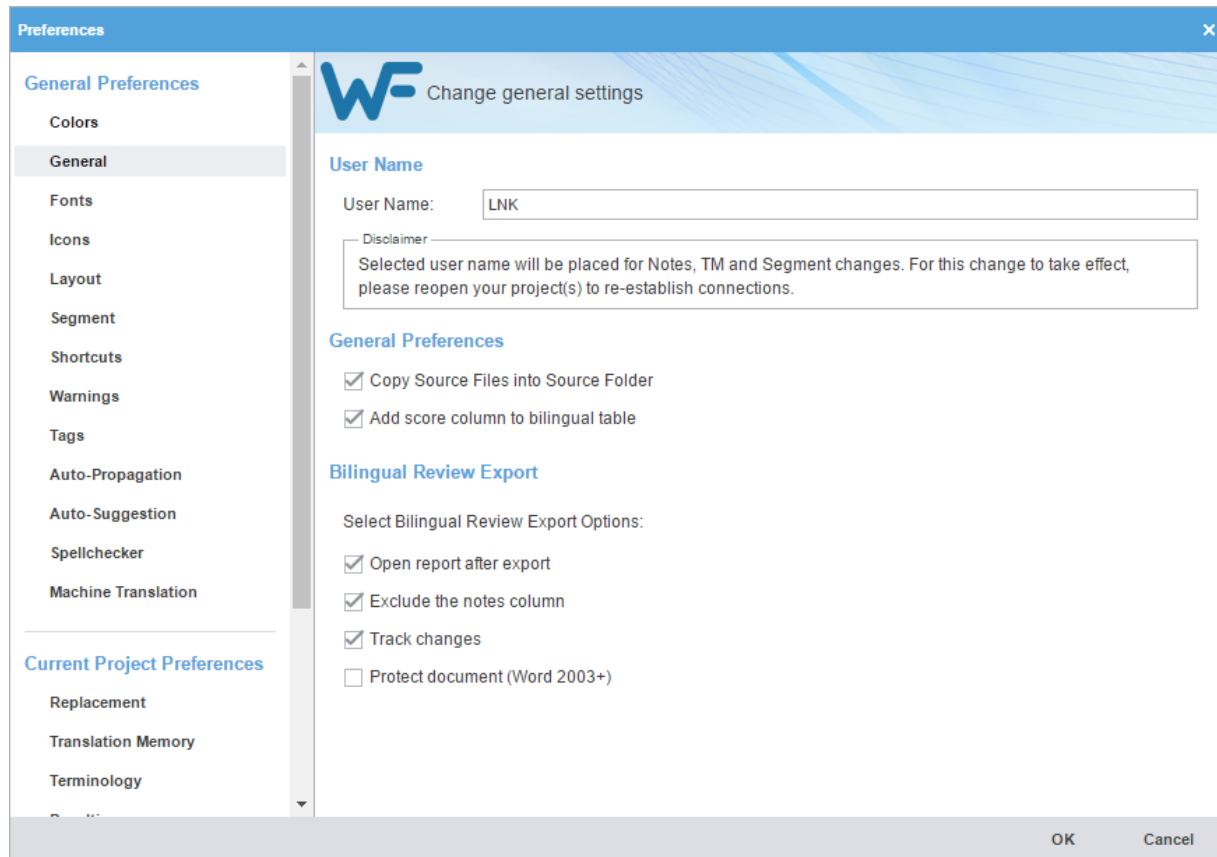 Preferences
General Preferences
Colors
General
Fonts
Icons
Layout
Segment
Shortcuts
Warnings
Tags
Auto-Propagation
Auto-Suggestion
Spellchecker
Machine Translation
Current Project Preferences
Replacement
Translation Memory
Terminology
WF Change general settings
User Name
User Name: LNK
Disclaimer
Selected user name will be placed for Notes, TM and Segment changes. For this change to take effect,
please reopen your project(s) to re-establish connections.
General Preferences
Copy Source Files into Source Folder
Add score column to bilingual table
Bilingual Review Export
Select Bilingual Review Export Options:
Open report after export
Exclude the notes column
Track changes
Protect document (Word 2003+)
OK Cancel